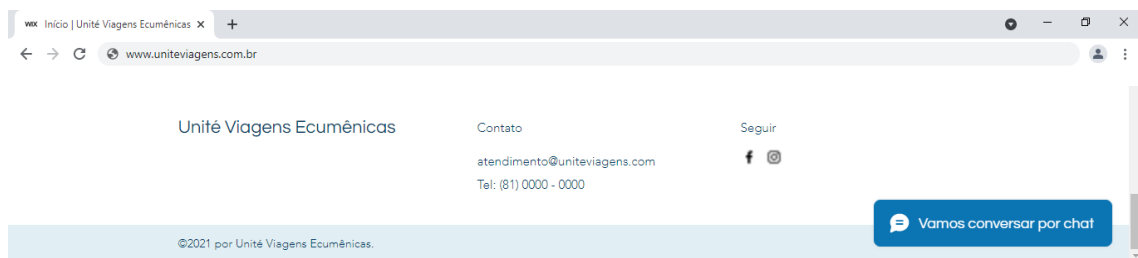 WiX Início | Unité Viagens Ecumênicas
www.uniteviagens.com.br
Unité Viagens Ecumênicas
Contato
atendimento@uniteviagens.com
Tel: (81) 0000 - 0000
Seguir
Vamos conversar por chat
©2021 por Unité Viagens Ecumênicas.